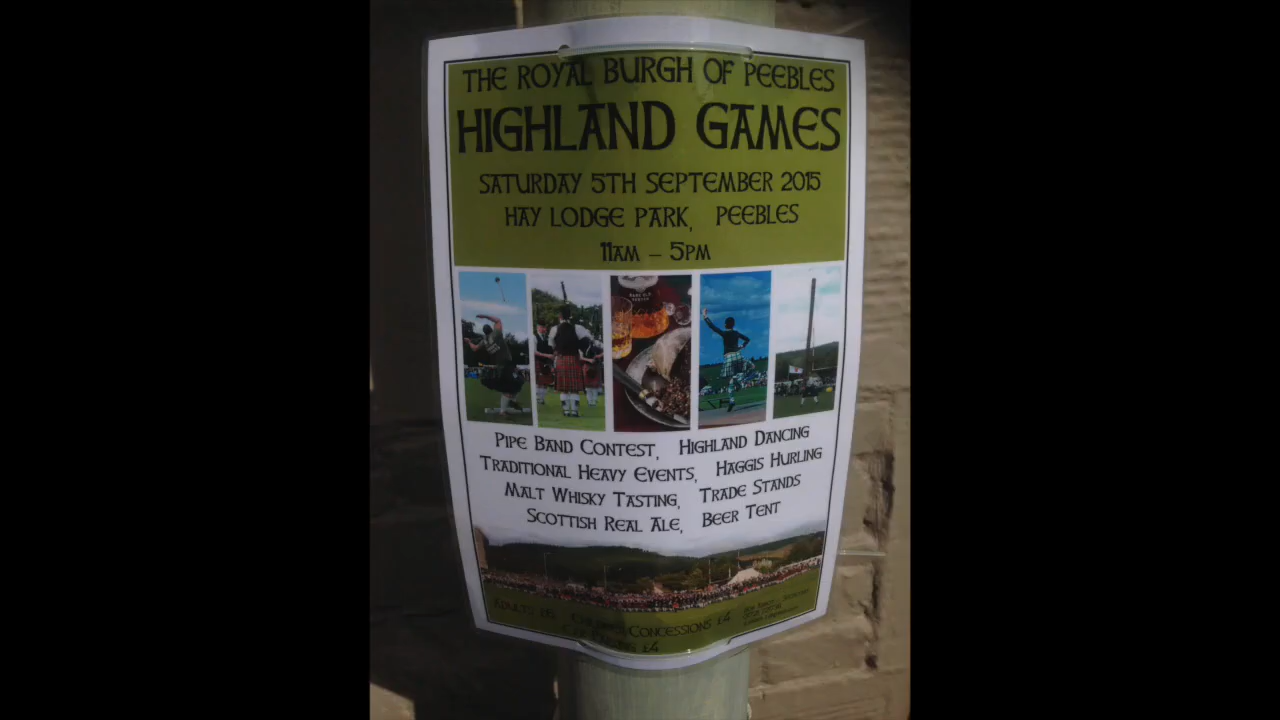 THE ROYAL BURGH OF PEEBLES
HIGHLAND GAMES
SATURDAY 5TH SEPTEMBER 2015
HAY LODGE PARK, PEEBLES
11AM – 5PM
PIPE BAND CONTEST, HIGHLAND DANCING
TRADITIONAL HEAVY EVENTS, HAGGIS HURLING
MALT WHISKY TASTING, TRADE STANDS
SCOTTISH REAL ALE, BEER TENT
ADULTS CONCESSIONS £4
£4